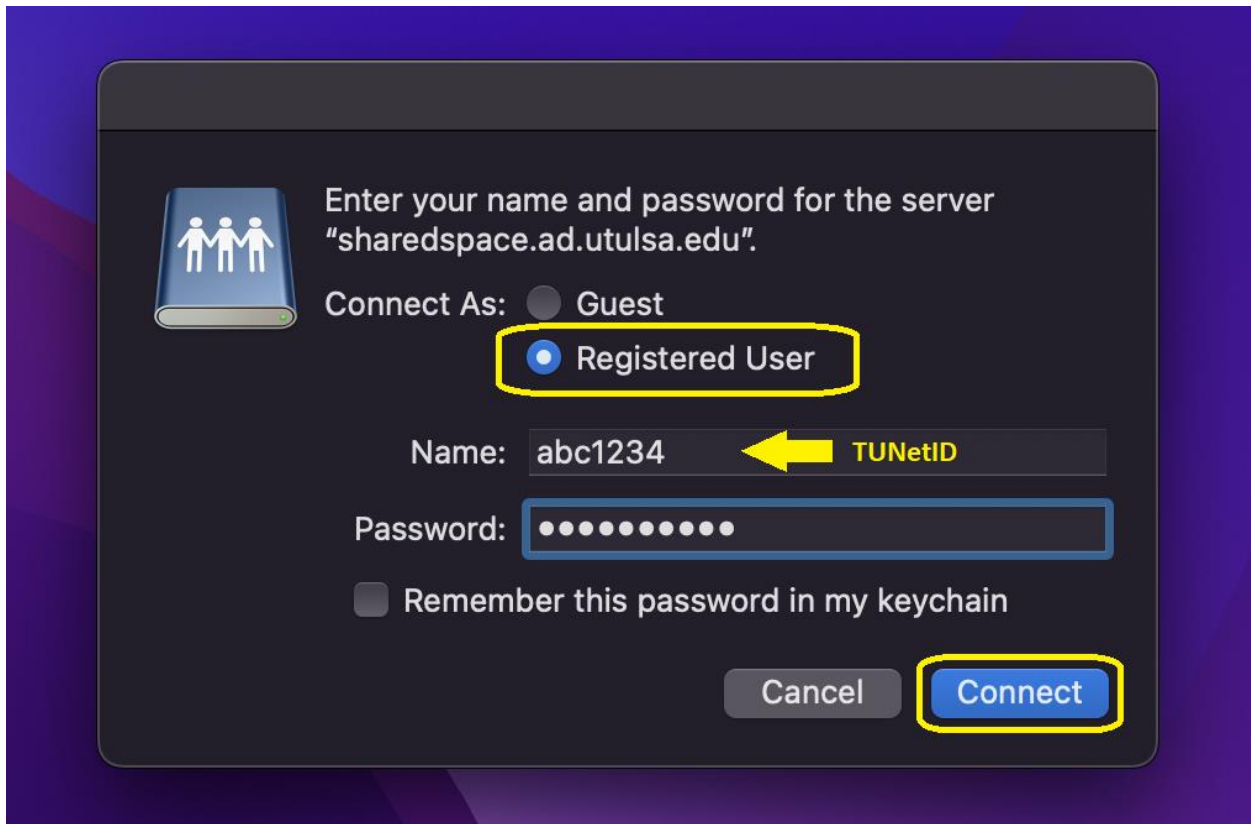 Enter your name and password for the server
“sharedspace.ad.utulsa.edu”.
Connect As: Guest
Registered User
Name: abc1234 TUNetID
Password: ●●●●●●●●●●
Remember this password in my keychain
Cancel Connect